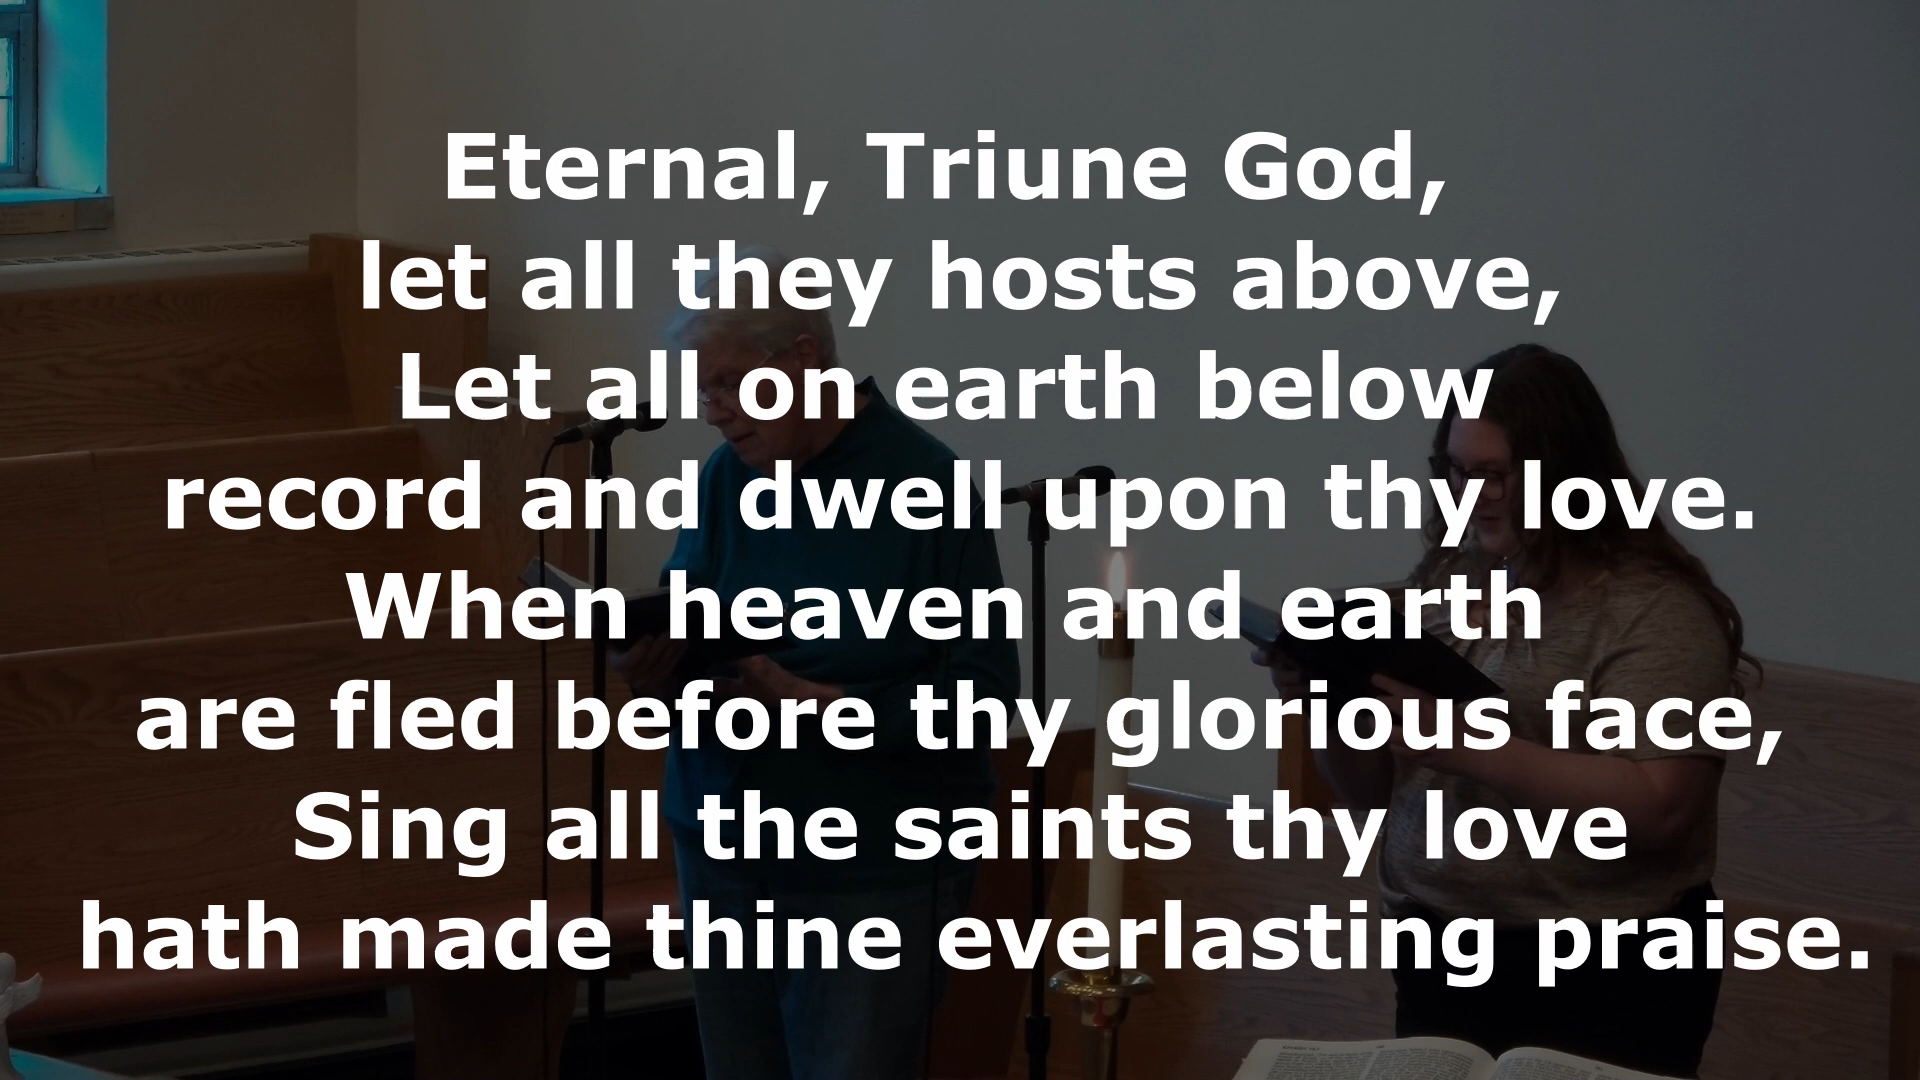 Eternal, Triune God,
let all they hosts above,
Let all on earth below
record and dwell upon thy love.
When heaven and earth
are fled before thy glorious face,
Sing all the saints thy love
hath made thine everlasting praise.